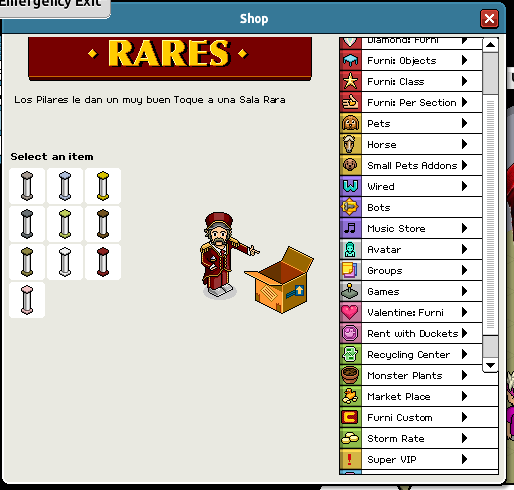 Emergency Exit
Shop
RARES
Los Pilares le dan un muy buen Toque a una Sala Rara
Select an item
Diamond: Furni
Furni: Objects
Furni: Class
Furni: Per Section
Pets
Horse
Small Pets Addons
Wired
Bots
Music Store
Avatar
Groups
Games
Valentine: Furni
Rent with Duckets
Recycling Center
Monster Plants
Market Place
Furni Custom
Storm Rate
Super VIP